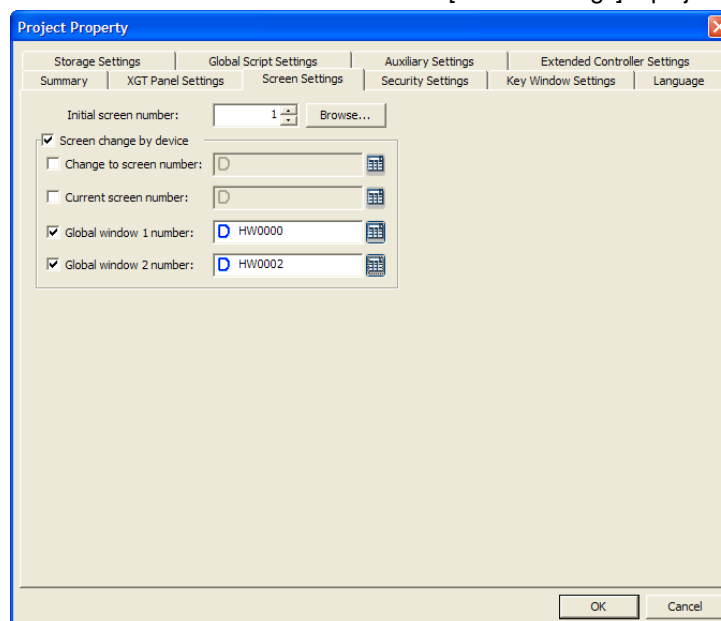 Project Property
Storage Settings Global Script Settings Auxiliary Settings Extended Controller Settings
Summary XGT Panel Settings Screen Settings Security Settings Key Window Settings Language
Initial screen number: 1 Browse...
Screen change by device
Change to screen number: D
Current screen number: D
Global window 1 number: D HW0000
Global window 2 number: D HW0002
OK Cancel